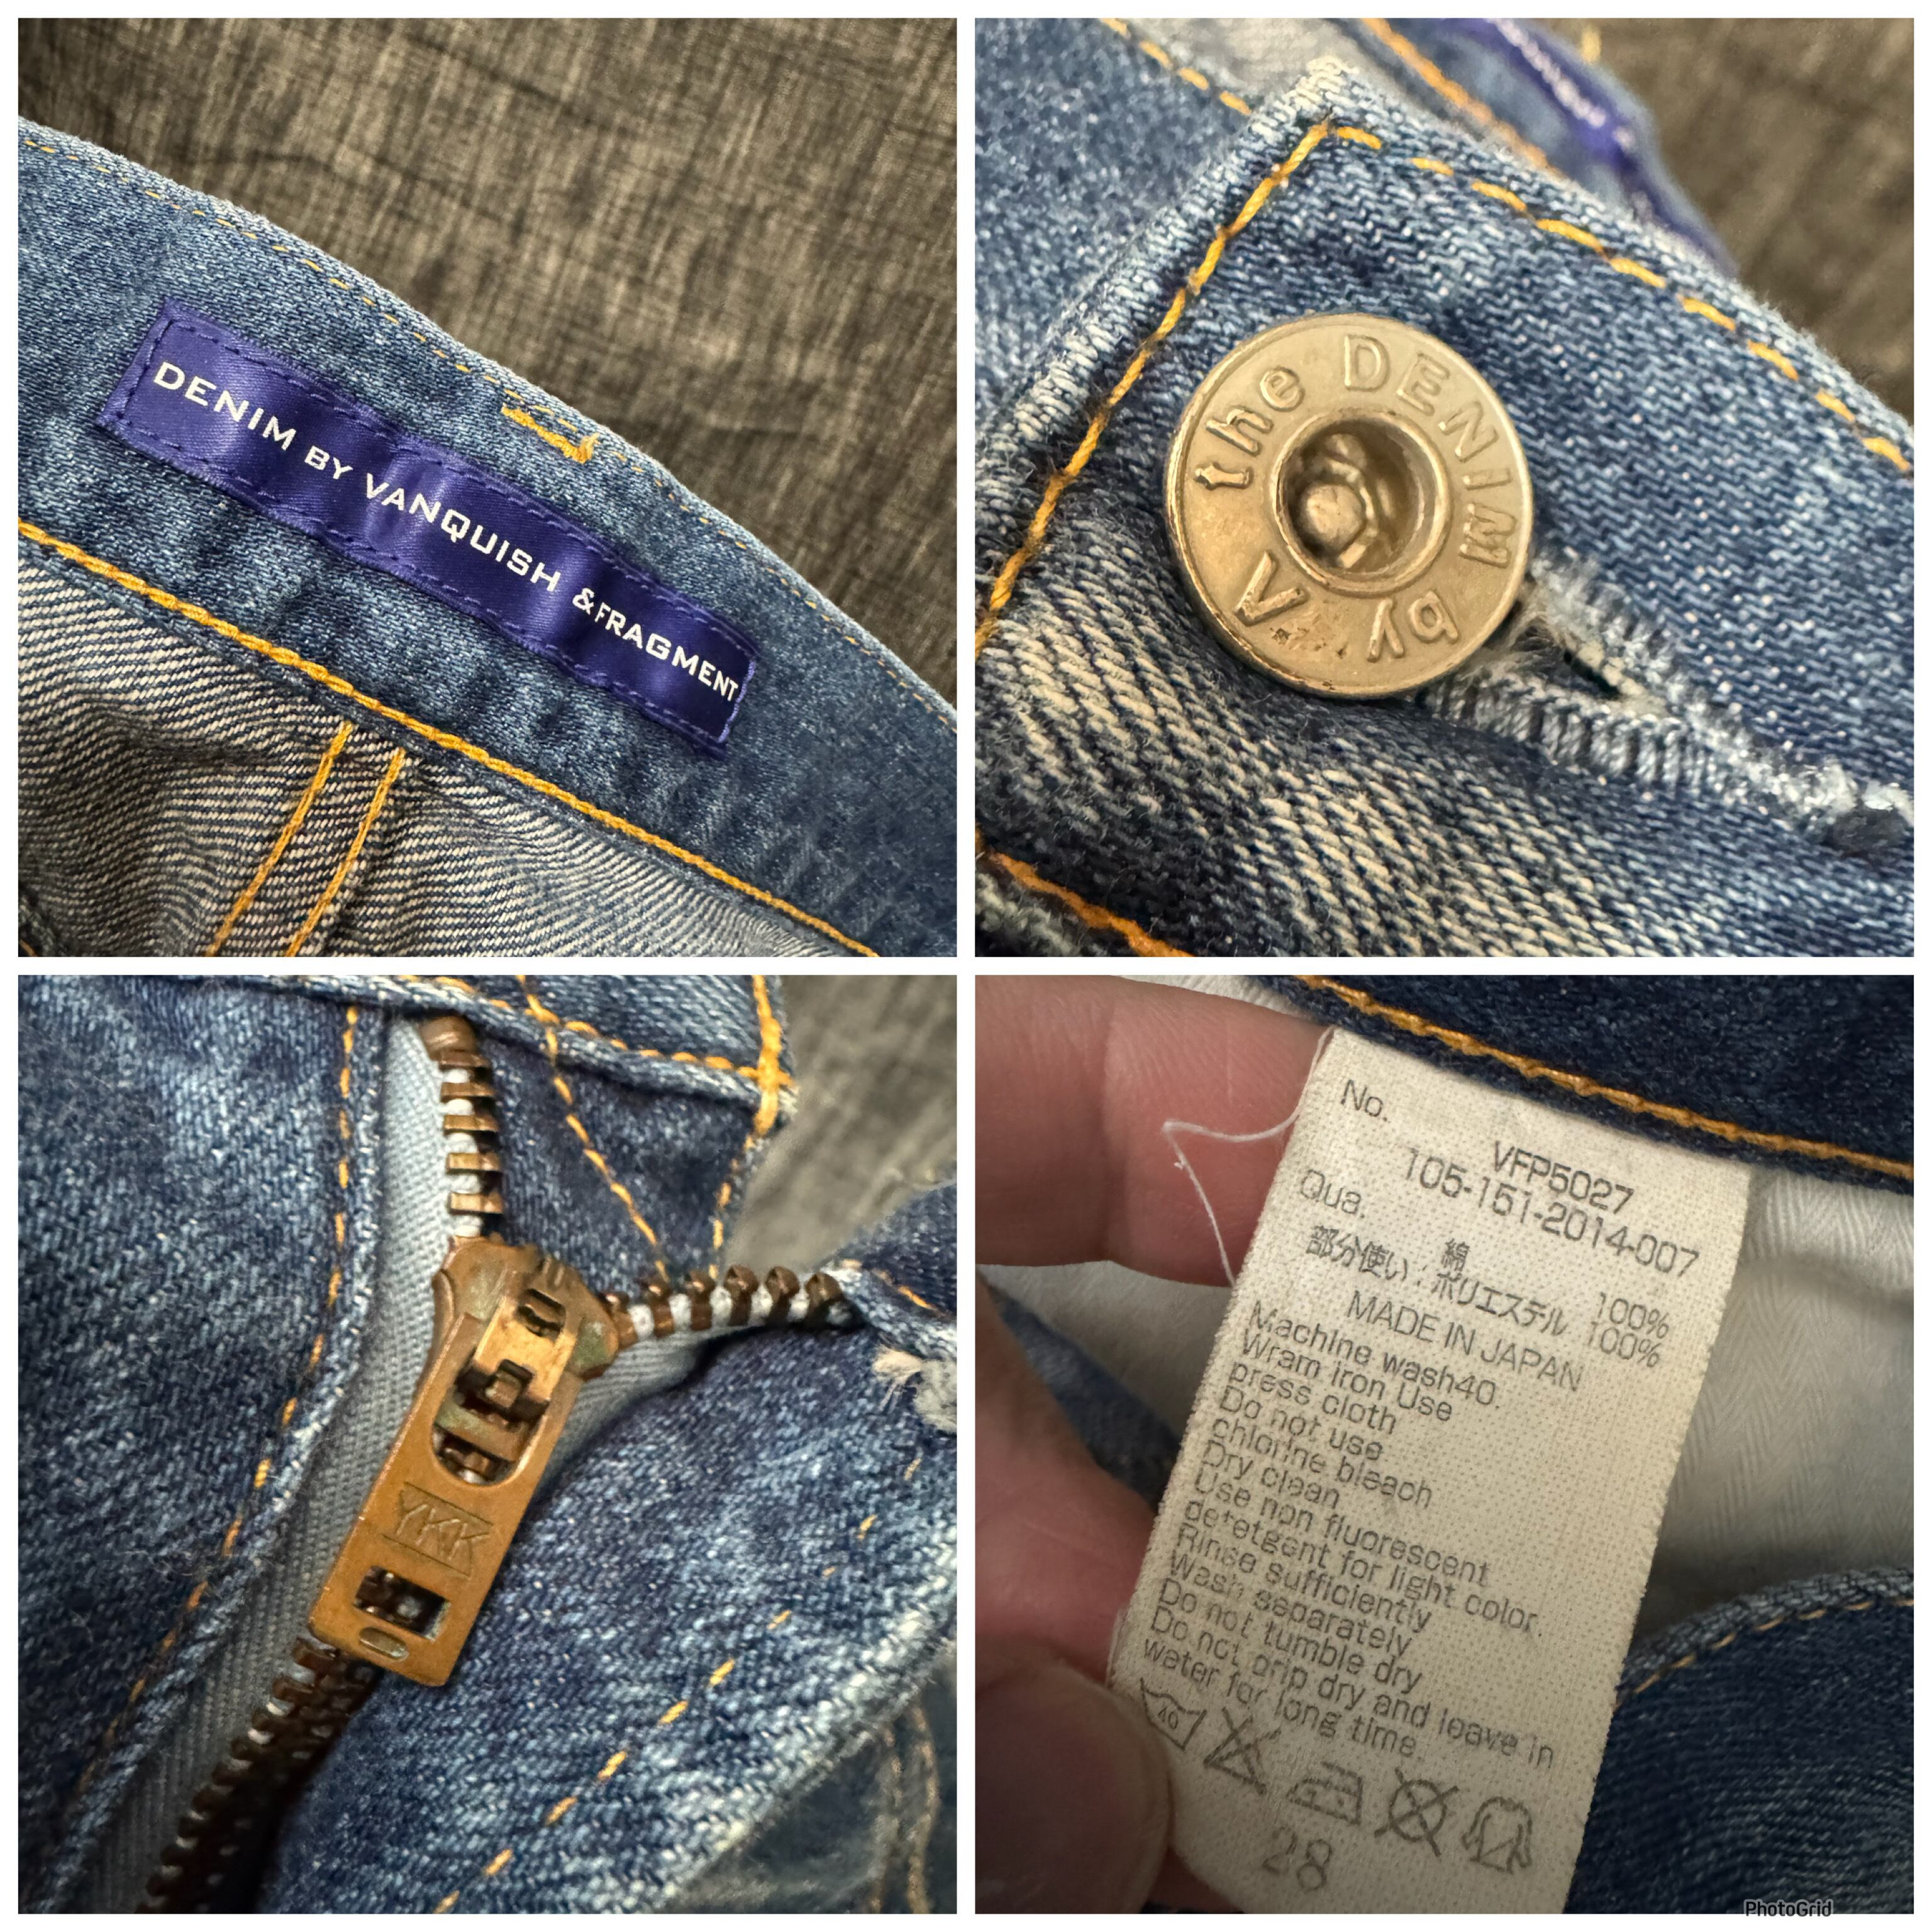 DENIM BY VANQUISH &FRAGMENT
the DENIM by V
YKK
No.
VFP5027
105-151-2014-007
Qua.
綿 100%
部分使い:ポリエステル 100%
MADE IN JAPAN
Machine wash40.
Wram iron Use
press cloth
Do not use
chlorine bleach
Dry clean
Use non fluorescent
detetgent for light color.
Rinse sufficiently
Wash separately
Do not tumble dry
Do not drip dry and leave in
water for long time.
40
28
PhotoGrid